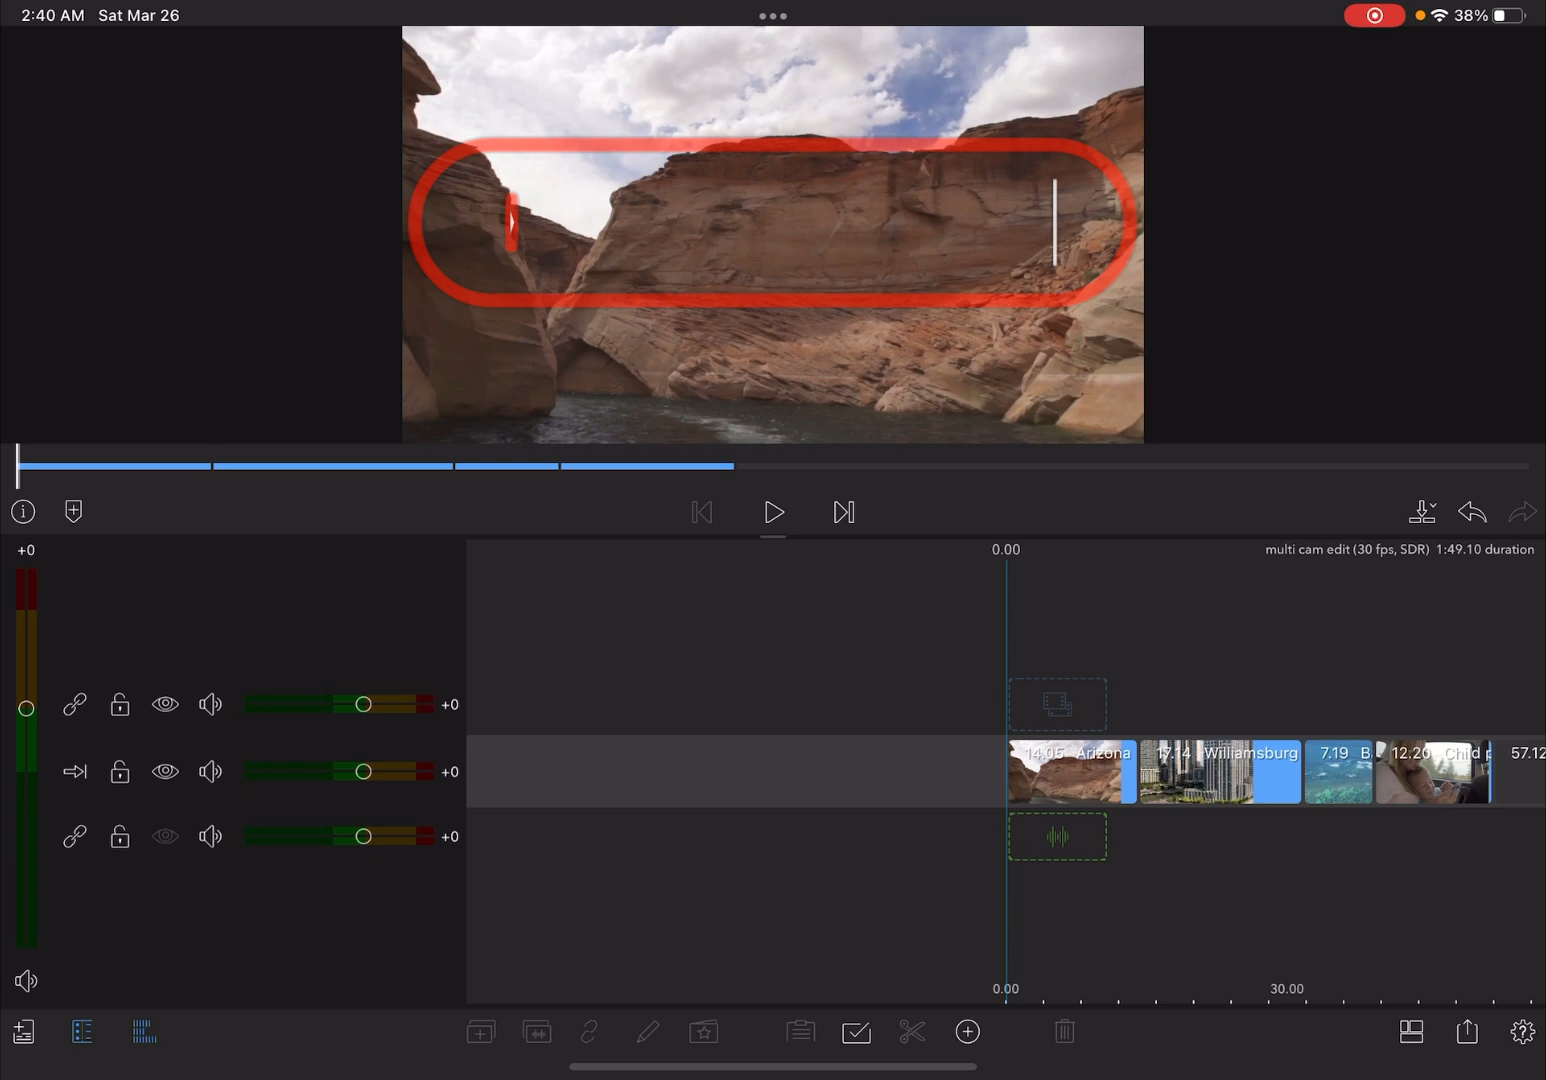 2:40 AM Sat Mar 26
38%
+0
0.00
multi cam edit (30 fps, SDR) 1:49.10 duration
+0
14.05 Arizona
17.14 Williamsburg
7.19 B
12.20 Child p
57.12
+0
+0
0.00
30.00